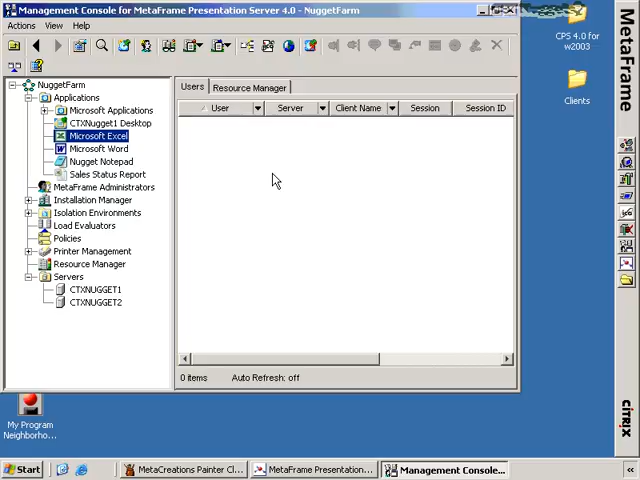 Management Console for MetaFrame Presentation Server 4.0 - NuggetFarm
Actions View Help
NuggetFarm
Applications
Microsoft Applications
CTXNugget1 Desktop
Microsoft Excel
Microsoft Word
Nugget Notepad
Sales Status Report
MetaFrame Administrators
Installation Manager
Isolation Environments
Load Evaluators
Policies
Printer Management
Resource Manager
Servers
CTXNUGGET1
CTXNUGGET2
Users Resource Manager
User Server Client Name Session Session ID
0 items Auto Refresh: off
CPS 4.0 for
w2003
Clients
MetaFrame
CITRIX
My Program
Neighborho...
Start MetaCreations Painter Cl... MetaFrame Presentation... Management Console... «